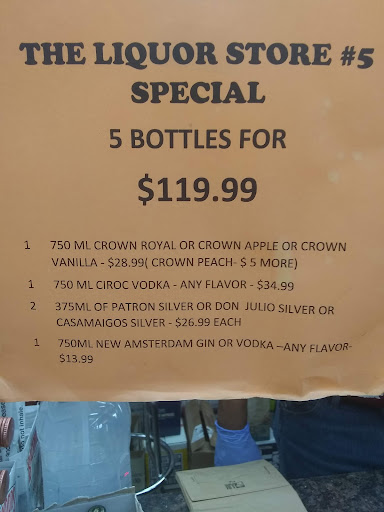 THE LIQUOR STORE #5
SPECIAL
5 BOTTLES FOR
$119.99
1 750 ML CROWN ROYAL OR CROWN APPLE OR CROWN
VANILLA - $28.99( CROWN PEACH- $ 5 MORE)
1 750 ML CIROC VODKA - ANY FLAVOR - $34.99
2 375ML OF PATRON SILVER OR DON JULIO SILVER OR
CASAMAIGOS SILVER - $26.99 EACH
1 750ML NEW AMSTERDAM GIN OR VODKA –ANY FLAVOR-
$13.99